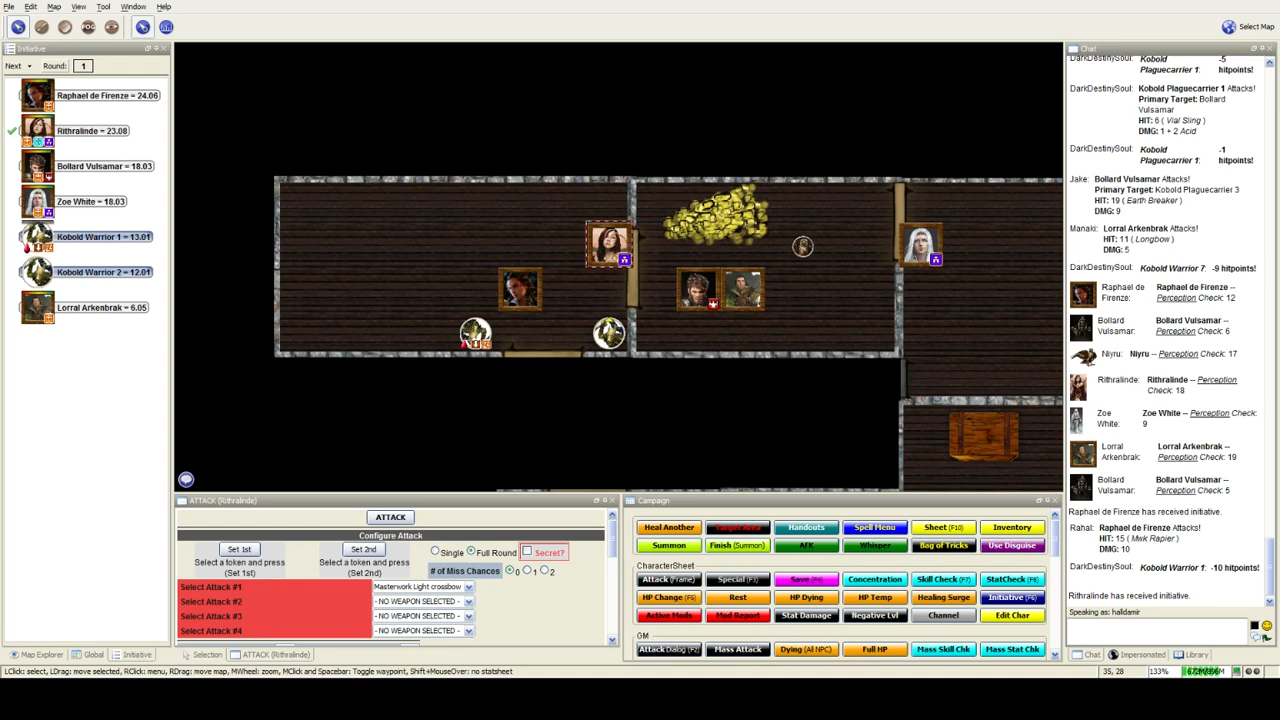 File Edit Map View Tool Window Help
FOG
Select Map
Initiative
Next Round: 1
Raphael de Firenze = 24.06
Rithralinde = 23.08
Bollard Vulsamar = 18.03
Zoe White = 18.03
Kobold Warrior 1 = 13.01
Kobold Warrior 2 = 12.01
Lorral Arkenbrak = 6.05
Map Explorer Global Initiative
Selection ATTACK (Rithralinde)
ATTACK (Rithralinde)
ATTACK
Configure Attack
Set 1st Set 2nd Single Full Round Secret?
Select a token and press (Set 1st)
Select a token and press (Set 2nd)
# of Miss Chances 0 1 2
Select Attack #1 Masterwork Light crossbow
Select Attack #2 - NO WEAPON SELECTED -
Select Attack #3 - NO WEAPON SELECTED -
Select Attack #4 - NO WEAPON SELECTED -
Campaign
Heal Another Handouts Spell Menu Sheet (F10) Inventory
Summon Finish (Summon) AFK Whisper Bag of Tricks Use Disguise
CharacterSheet
Attack (Frame) Special (F3) Save (F4) Concentration Skill Check (F7) StatCheck (F8)
HP Change (F5) Rest HP Dying HP Temp Healing Surge Initiative (F6)
Active Mods Mod Report Stat Damage Negative Lvl Channel Edit Char
GM
Attack Dialog (F2) Mass Attack Dying (Al NPC) Full HP Mass Skill Chk Mass Stat Chk
Chat
DarkDestinySoul: Kobold -5
Plaguecarrier 1: hitpoints!
DarkDestinySoul: Kobold Plaguecarrier 1 Attacks!
Primary Target: Bollard
Vulsamar
HIT: 6 ( Vial Sling )
DMG: 1 + 2 Acid
DarkDestinySoul: Kobold -1
Plaguecarrier 1: hitpoints!
Jake: Bollard Vulsamar Attacks!
Primary Target: Kobold Plaguecarrier 3
HIT: 19 ( Earth Breaker )
DMG: 9
Manaki: Lorral Arkenbrak Attacks!
HIT: 11 ( Longbow )
DMG: 5
DarkDestinySoul: Kobold Warrior 7: -9 hitpoints!
Raphael de Firenze: Raphael de Firenze --
Perception Check: 12
Bollard Vulsamar: Bollard Vulsamar --
Perception Check: 6
Niyru: Niyru -- Perception Check: 17
Rithralinde: Rithralinde -- Perception
Check: 18
Zoe White: Zoe White -- Perception Check:
9
Lorral Arkenbrak: Lorral Arkenbrak --
Perception Check: 19
Bollard Vulsamar: Bollard Vulsamar --
Perception Check: 5
Raphael de Firenze has received initiative.
Rahal: Raphael de Firenze Attacks!
HIT: 15 ( Mwk Rapier )
DMG: 10
DarkDestinySoul: Kobold Warrior 1: -10 hitpoints!
Rithralinde has received initiative.
Speaking as: halldamir
Chat Impersonated Library
LClick: select, LDrag: move selected, RClick: menu, RDrag: move map, MWheel: zoom, MClick and Spacebar: Toggle waypoint, Shift+MouseOver: no statsheet
35, 28 133%